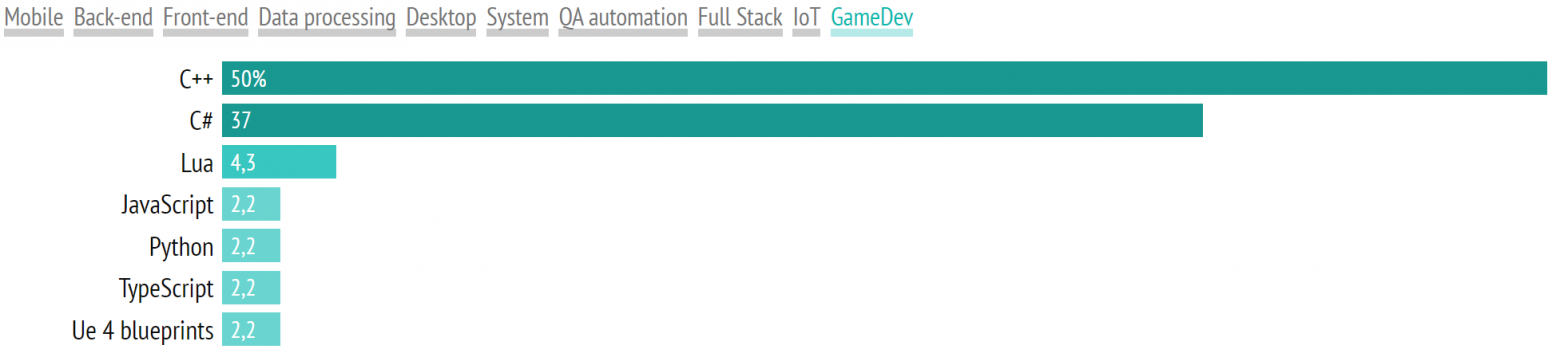 Mobile Back-end Front-end Data processing Desktop System QA automation Full Stack IoT GameDev
C++ 50%
C# 37
Lua 4,3
JavaScript 2,2
Python 2,2
TypeScript 2,2
Ue 4 blueprints 2,2